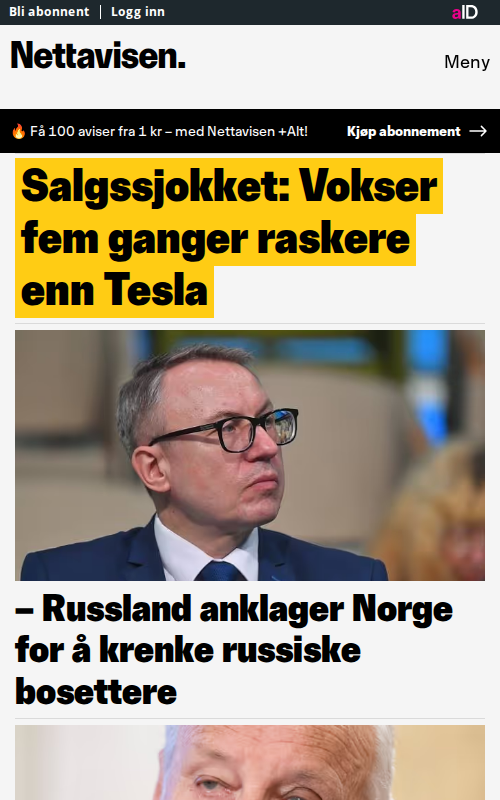 Bli abonnent | Logg inn
aID
Nettavisen.
Meny
🔥 Få 100 aviser fra 1 kr – med Nettavisen +Alt!
Kjøp abonnement →
Salgssjokket: Vokser
fem ganger raskere
enn Tesla
– Russland anklager Norge
for å krenke russiske
bosettere